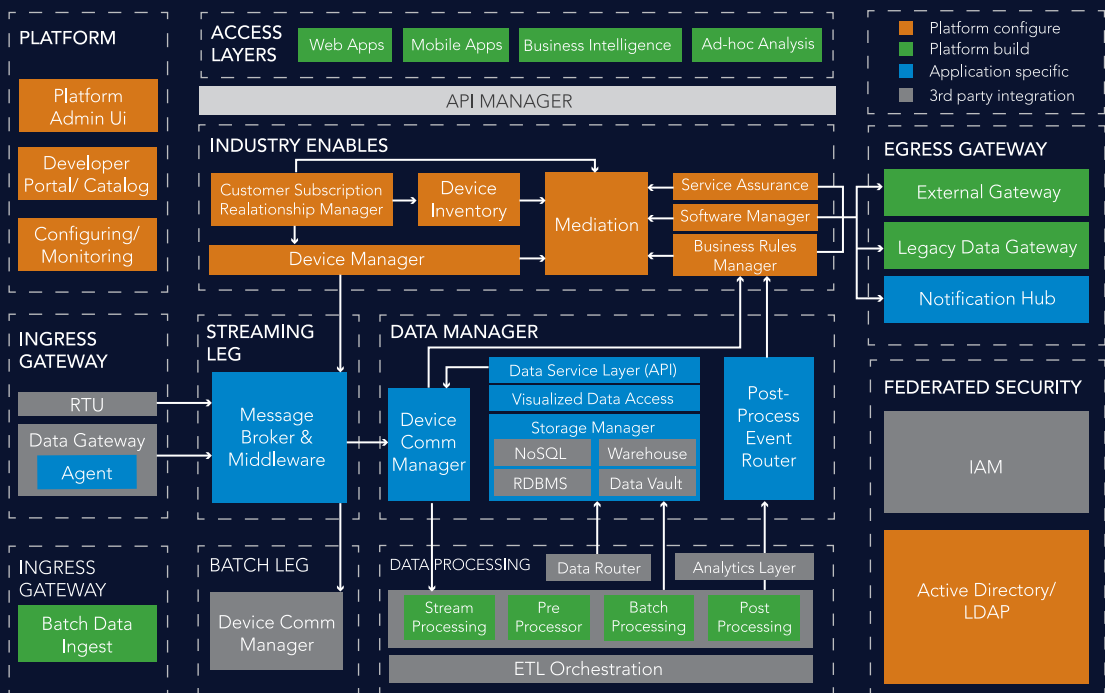 PLATFORM
Platform
Admin Ui
Developer
Portal/ Catalog
Configuring/
Monitoring
ACCESS
LAYERS
Web Apps
Mobile Apps
Business Intelligence
Ad-hoc Analysis
API MANAGER
Platform configure
Platform build
Application specific
3rd party integration
INDUSTRY ENABLES
Customer Subscription
Realationship Manager
Device
Inventory
Mediation
Service Assurance
Software Manager
Business Rules
Manager
Device Manager
EGRESS GATEWAY
External Gateway
Legacy Data Gateway
Notification Hub
INGRESS
GATEWAY
RTU
Data Gateway
Agent
STREAMING
LEG
Message
Broker &
Middleware
DATA MANAGER
Device
Comm
Manager
Data Service Layer (API)
Visualized Data Access
Storage Manager
NoSQL
Warehouse
RDBMS
Data Vault
Post-
Process
Event
Router
FEDERATED SECURITY
IAM
Active Directory/
LDAP
INGRESS
GATEWAY
Batch Data
Ingest
BATCH LEG
Device Comm
Manager
DATA PROCESSING
Data Router
Analytics Layer
Stream
Processing
Pre
Processor
Batch
Processing
Post
Processing
ETL Orchestration